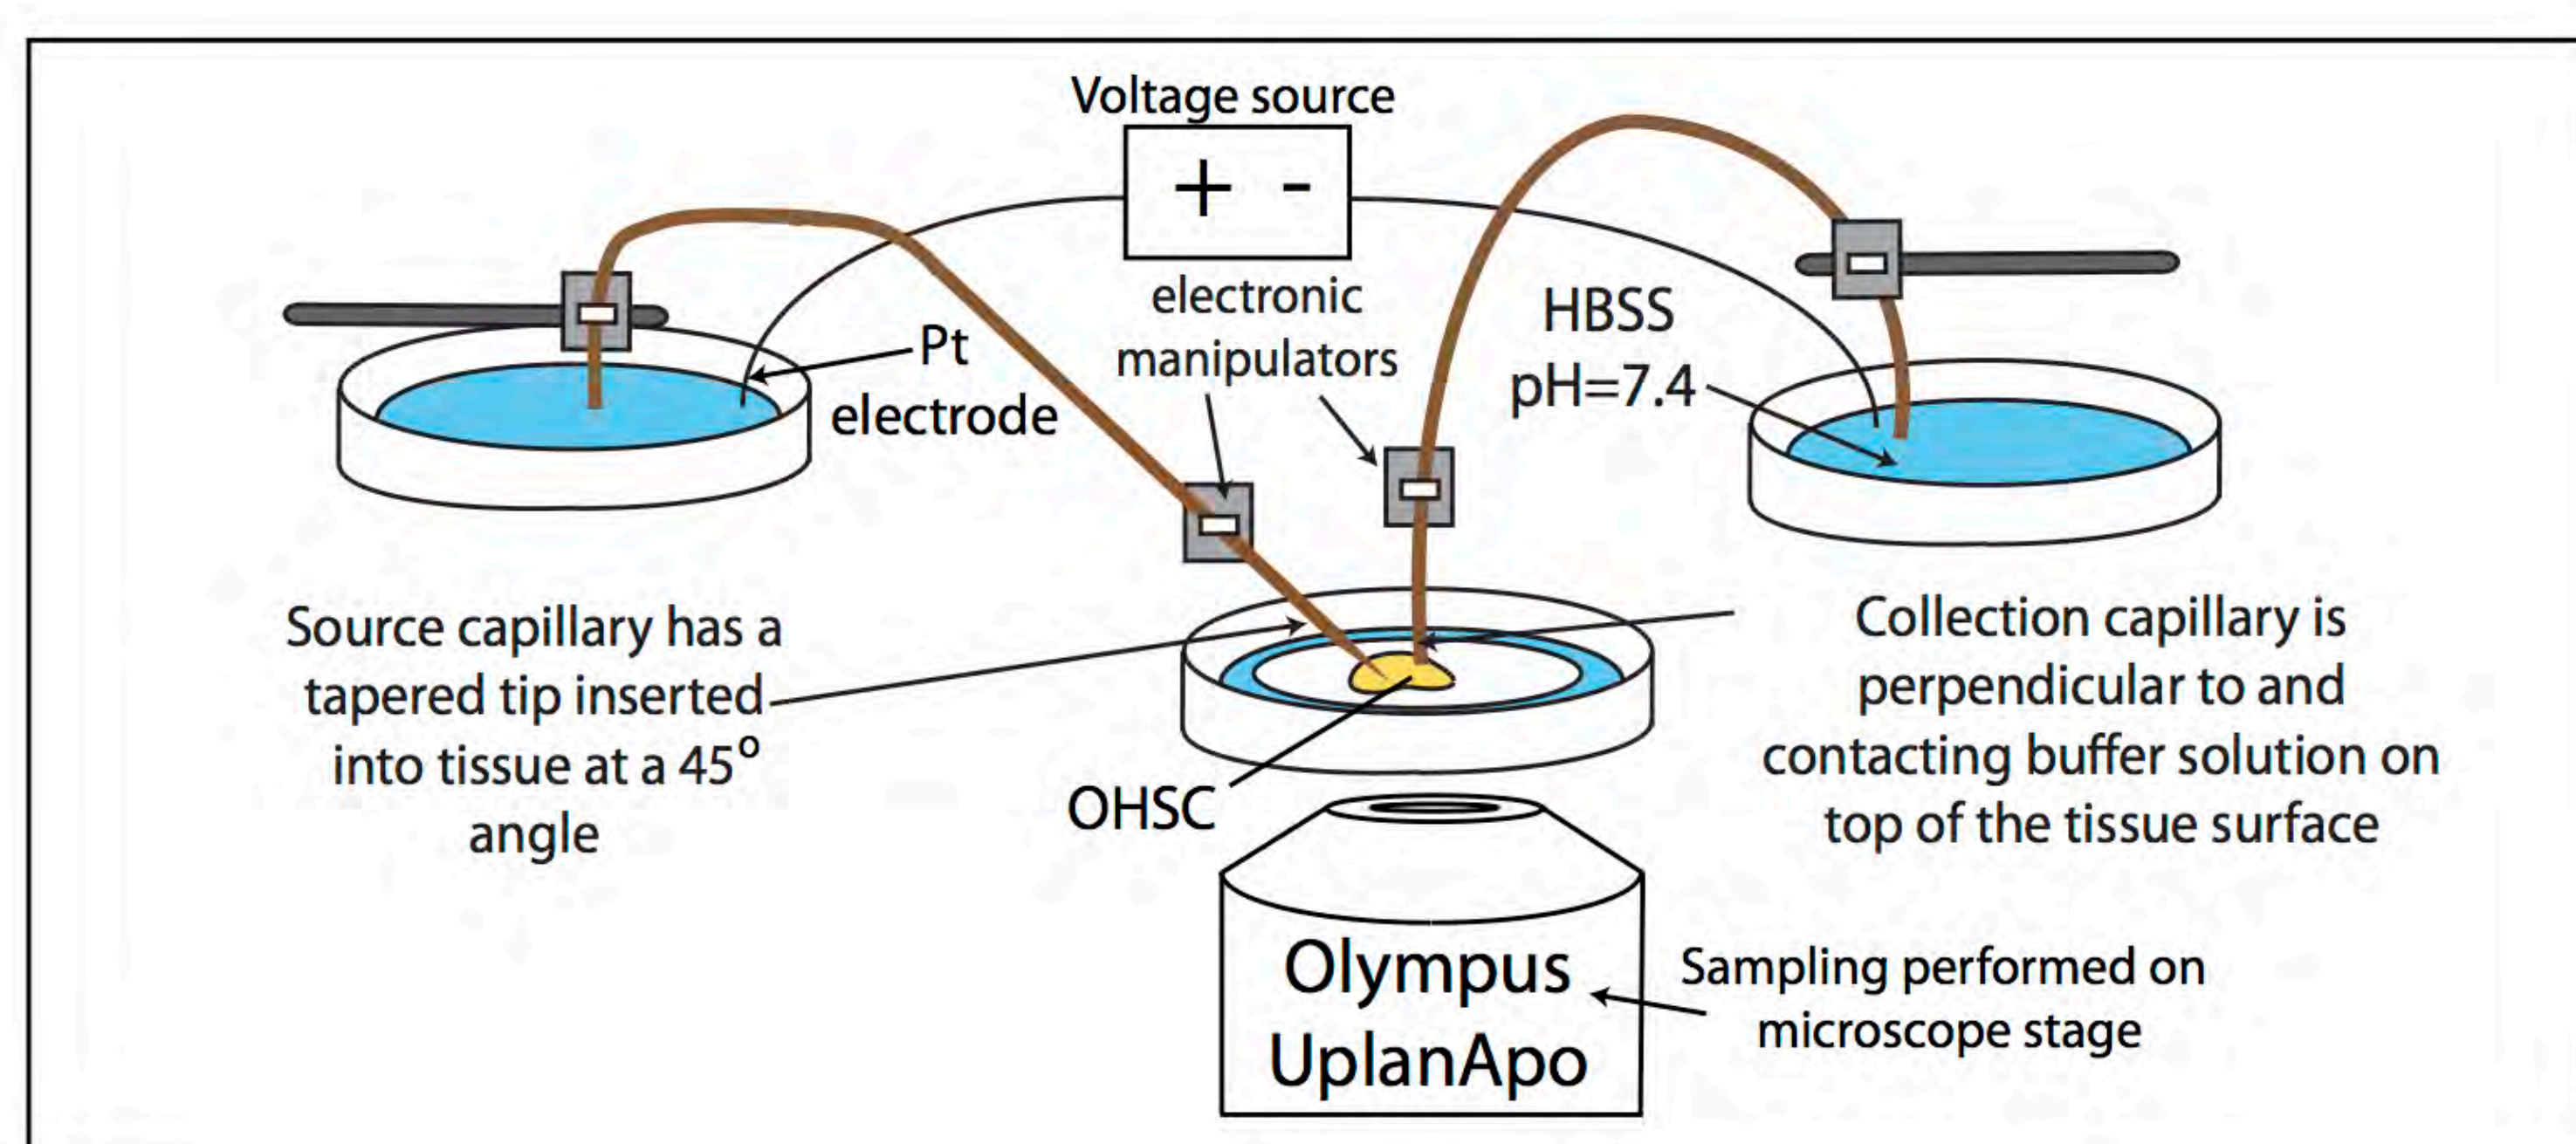 Voltage source
+ -
electronic
manipulators
Pt
electrode
HBSS
pH=7.4
Source capillary has a
tapered tip inserted
into tissue at a 45o
angle
Collection capillary is
perpendicular to and
contacting buffer solution on
top of the tissue surface
OHSC
Olympus
UplanApo
Sampling performed on
microscope stage